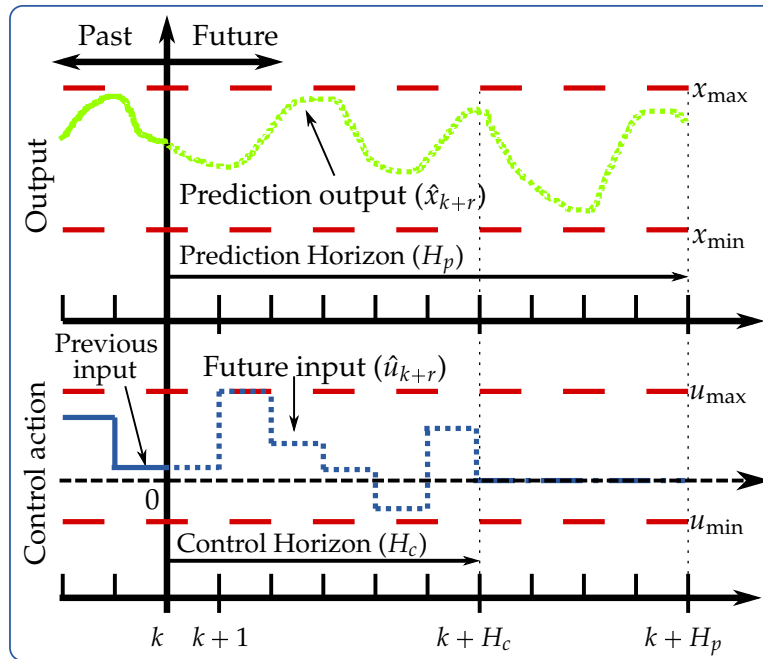 Past Future
x_max
Output
Prediction output (x̂_{k+r})
x_min
Prediction Horizon (H_p)
Previous
input
Future input (û_{k+r})
u_max
Control action
0
u_min
Control Horizon (H_c)
k k + 1 k + H_c k + H_p